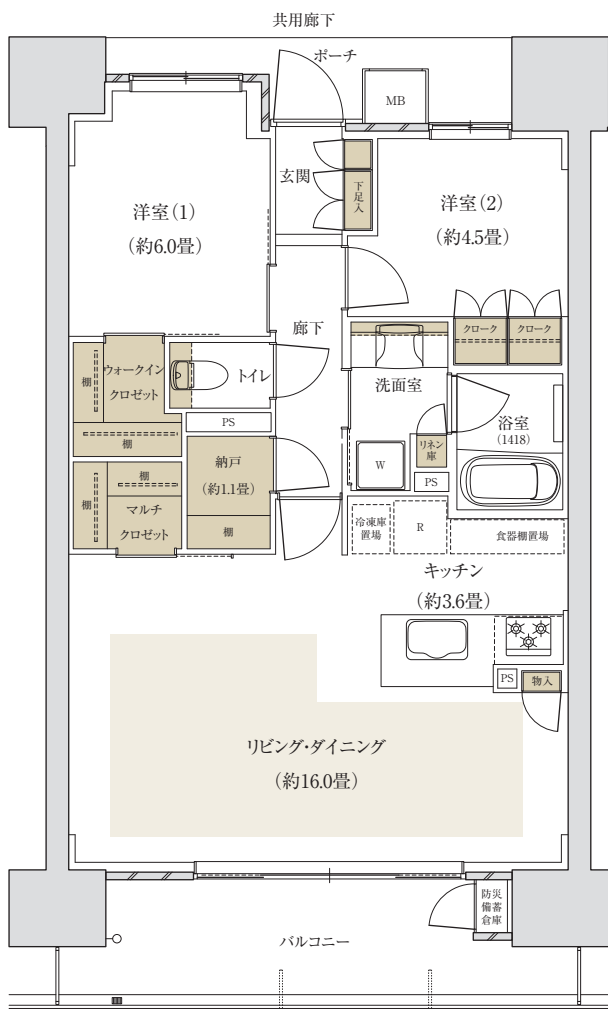 共用廊下
ポーチ
MB
玄関
下足入
洋室(1)
(約6.0畳)
洋室(2)
(約4.5畳)
廊下
クローク
クローク
ウォークイン
クロゼット
棚
棚
トイレ
洗面室
浴室
(1418)
PS
リネン
庫
W
PS
納戸
(約1.1畳)
棚
棚
棚
マルチ
クロゼット
冷凍庫
置場
R
食器棚置場
キッチン
(約3.6畳)
PS
物入
リビング・ダイニング
(約16.0畳)
防災
備蓄
倉庫
バルコニー